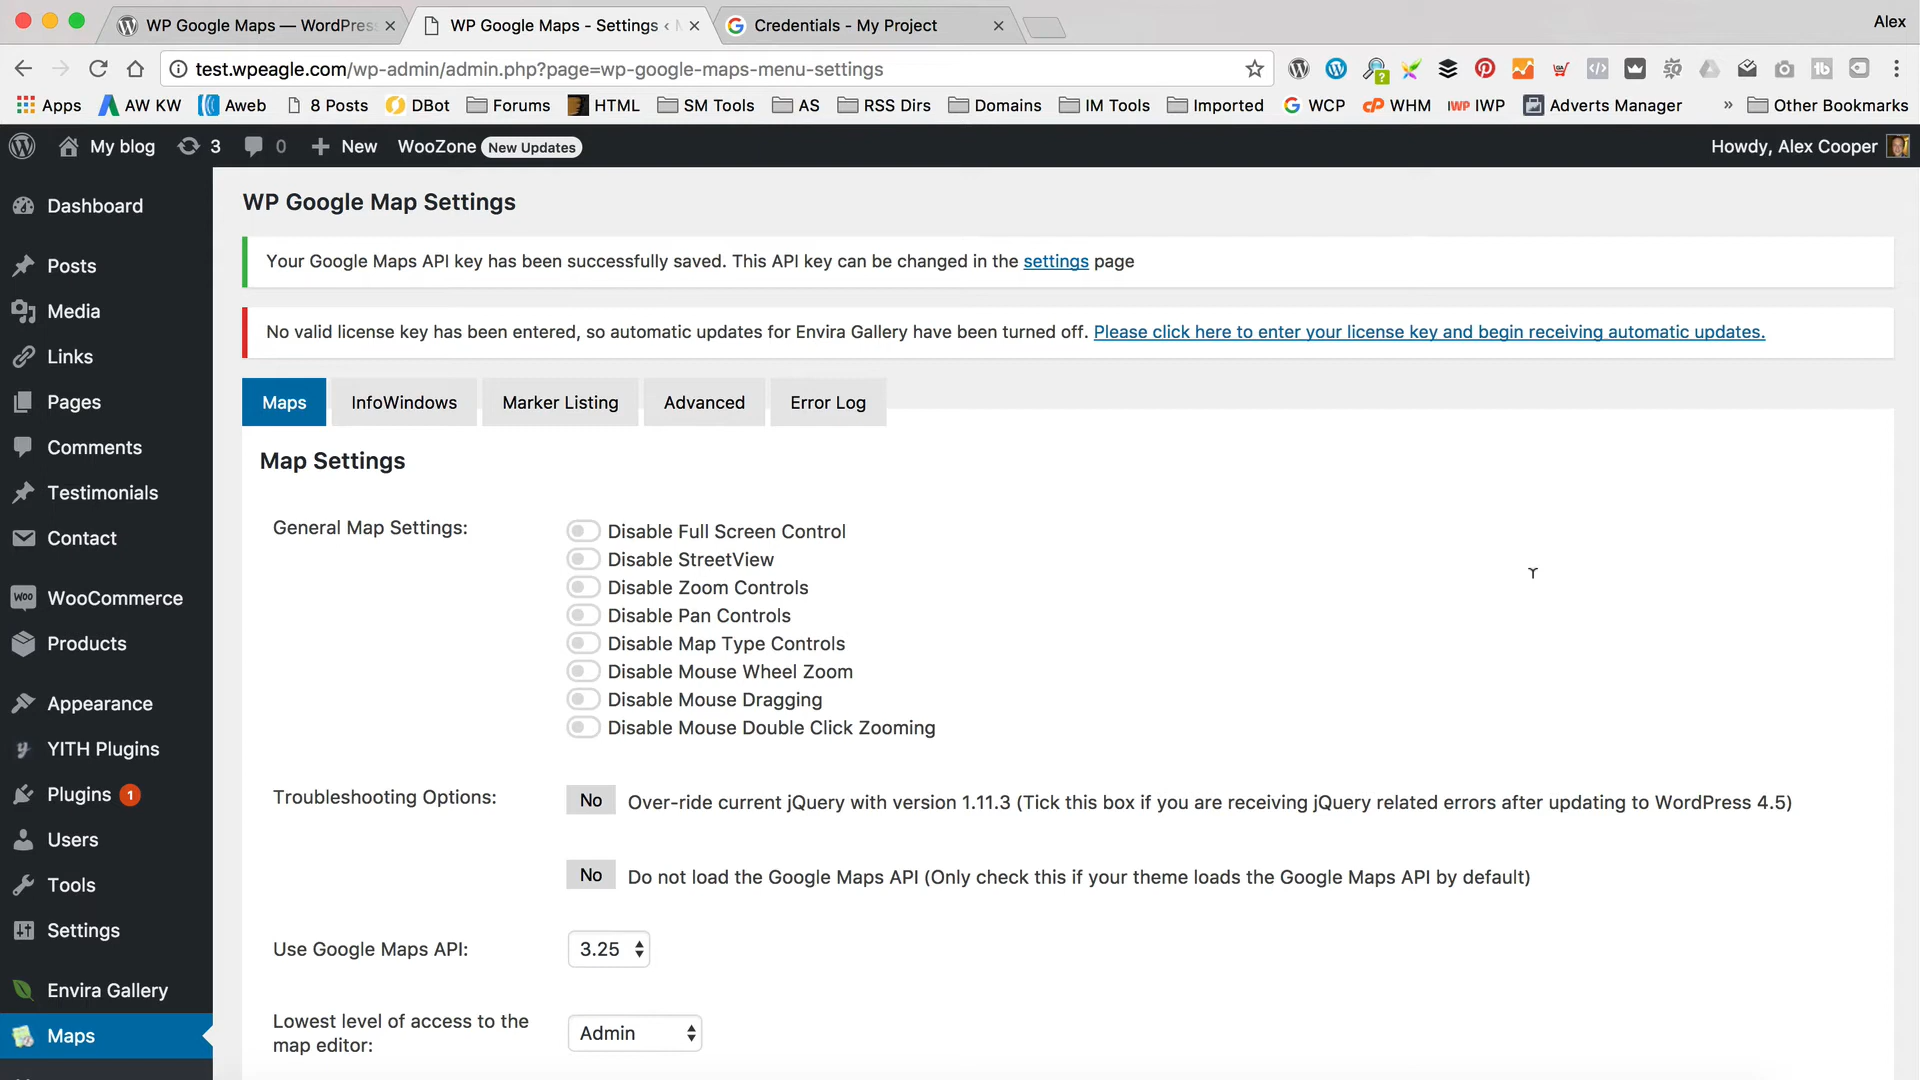 WP Google Maps — WordPress
WP Google Maps - Settings ‹ M
Credentials - My Project
Alex
test.wpeagle.com/wp-admin/admin.php?page=wp-google-maps-menu-settings
Apps AW KW Aweb 8 Posts DBot Forums HTML SM Tools AS RSS Dirs Domains IM Tools Imported WCP WHM IWP IWP Adverts Manager » Other Bookmarks
My blog 3 0 New WooZone New Updates Howdy, Alex Cooper
Dashboard
Posts
Media
Links
Pages
Comments
Testimonials
Contact
Woo WooCommerce
Products
Appearance
YITH Plugins
Plugins 1
Users
Tools
Settings
Envira Gallery
Maps
WP Google Map Settings
Your Google Maps API key has been successfully saved. This API key can be changed in the settings page
No valid license key has been entered, so automatic updates for Envira Gallery have been turned off. Please click here to enter your license key and begin receiving automatic updates.
Maps InfoWindows Marker Listing Advanced Error Log
Map Settings
General Map Settings:
Disable Full Screen Control
Disable StreetView
Disable Zoom Controls
Disable Pan Controls
Disable Map Type Controls
Disable Mouse Wheel Zoom
Disable Mouse Dragging
Disable Mouse Double Click Zooming
Troubleshooting Options:
No Over-ride current jQuery with version 1.11.3 (Tick this box if you are receiving jQuery related errors after updating to WordPress 4.5)
No Do not load the Google Maps API (Only check this if your theme loads the Google Maps API by default)
Use Google Maps API: 3.25
Lowest level of access to the
map editor:
Admin